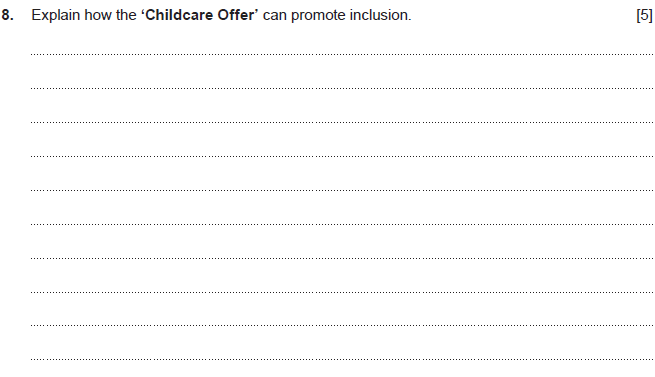 8. Explain how the ‘Childcare Offer’ can promote inclusion. [5]